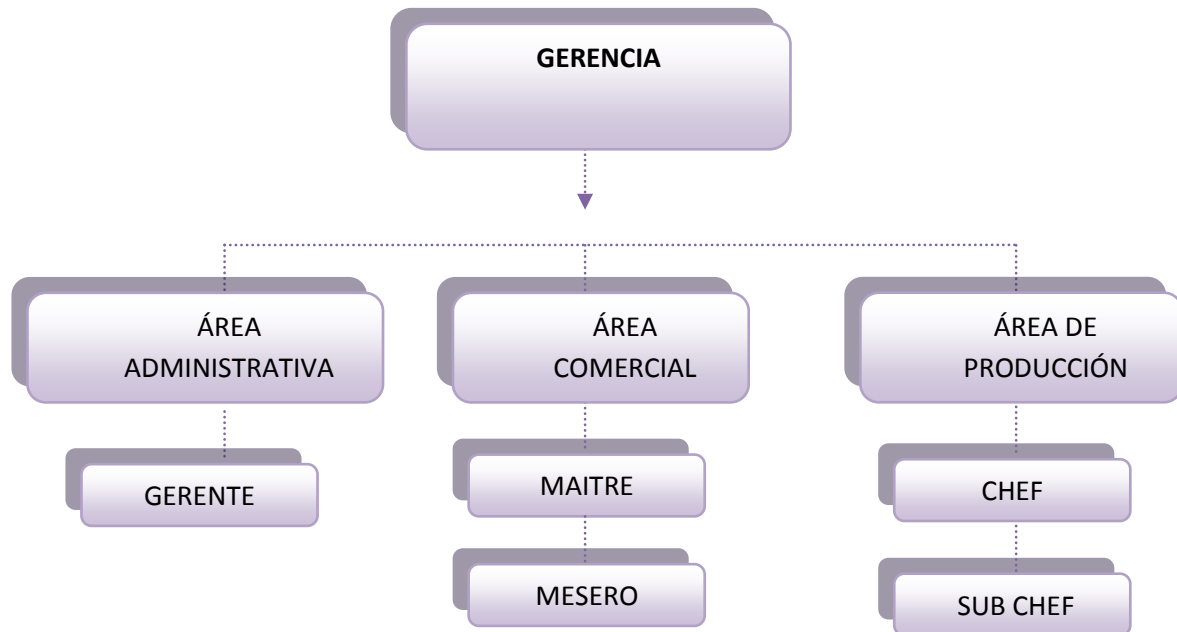 GERENCIA
ÁREA
ADMINISTRATIVA
ÁREA
COMERCIAL
ÁREA DE
PRODUCCIÓN
GERENTE
MAITRE
CHEF
MESERO
SUB CHEF